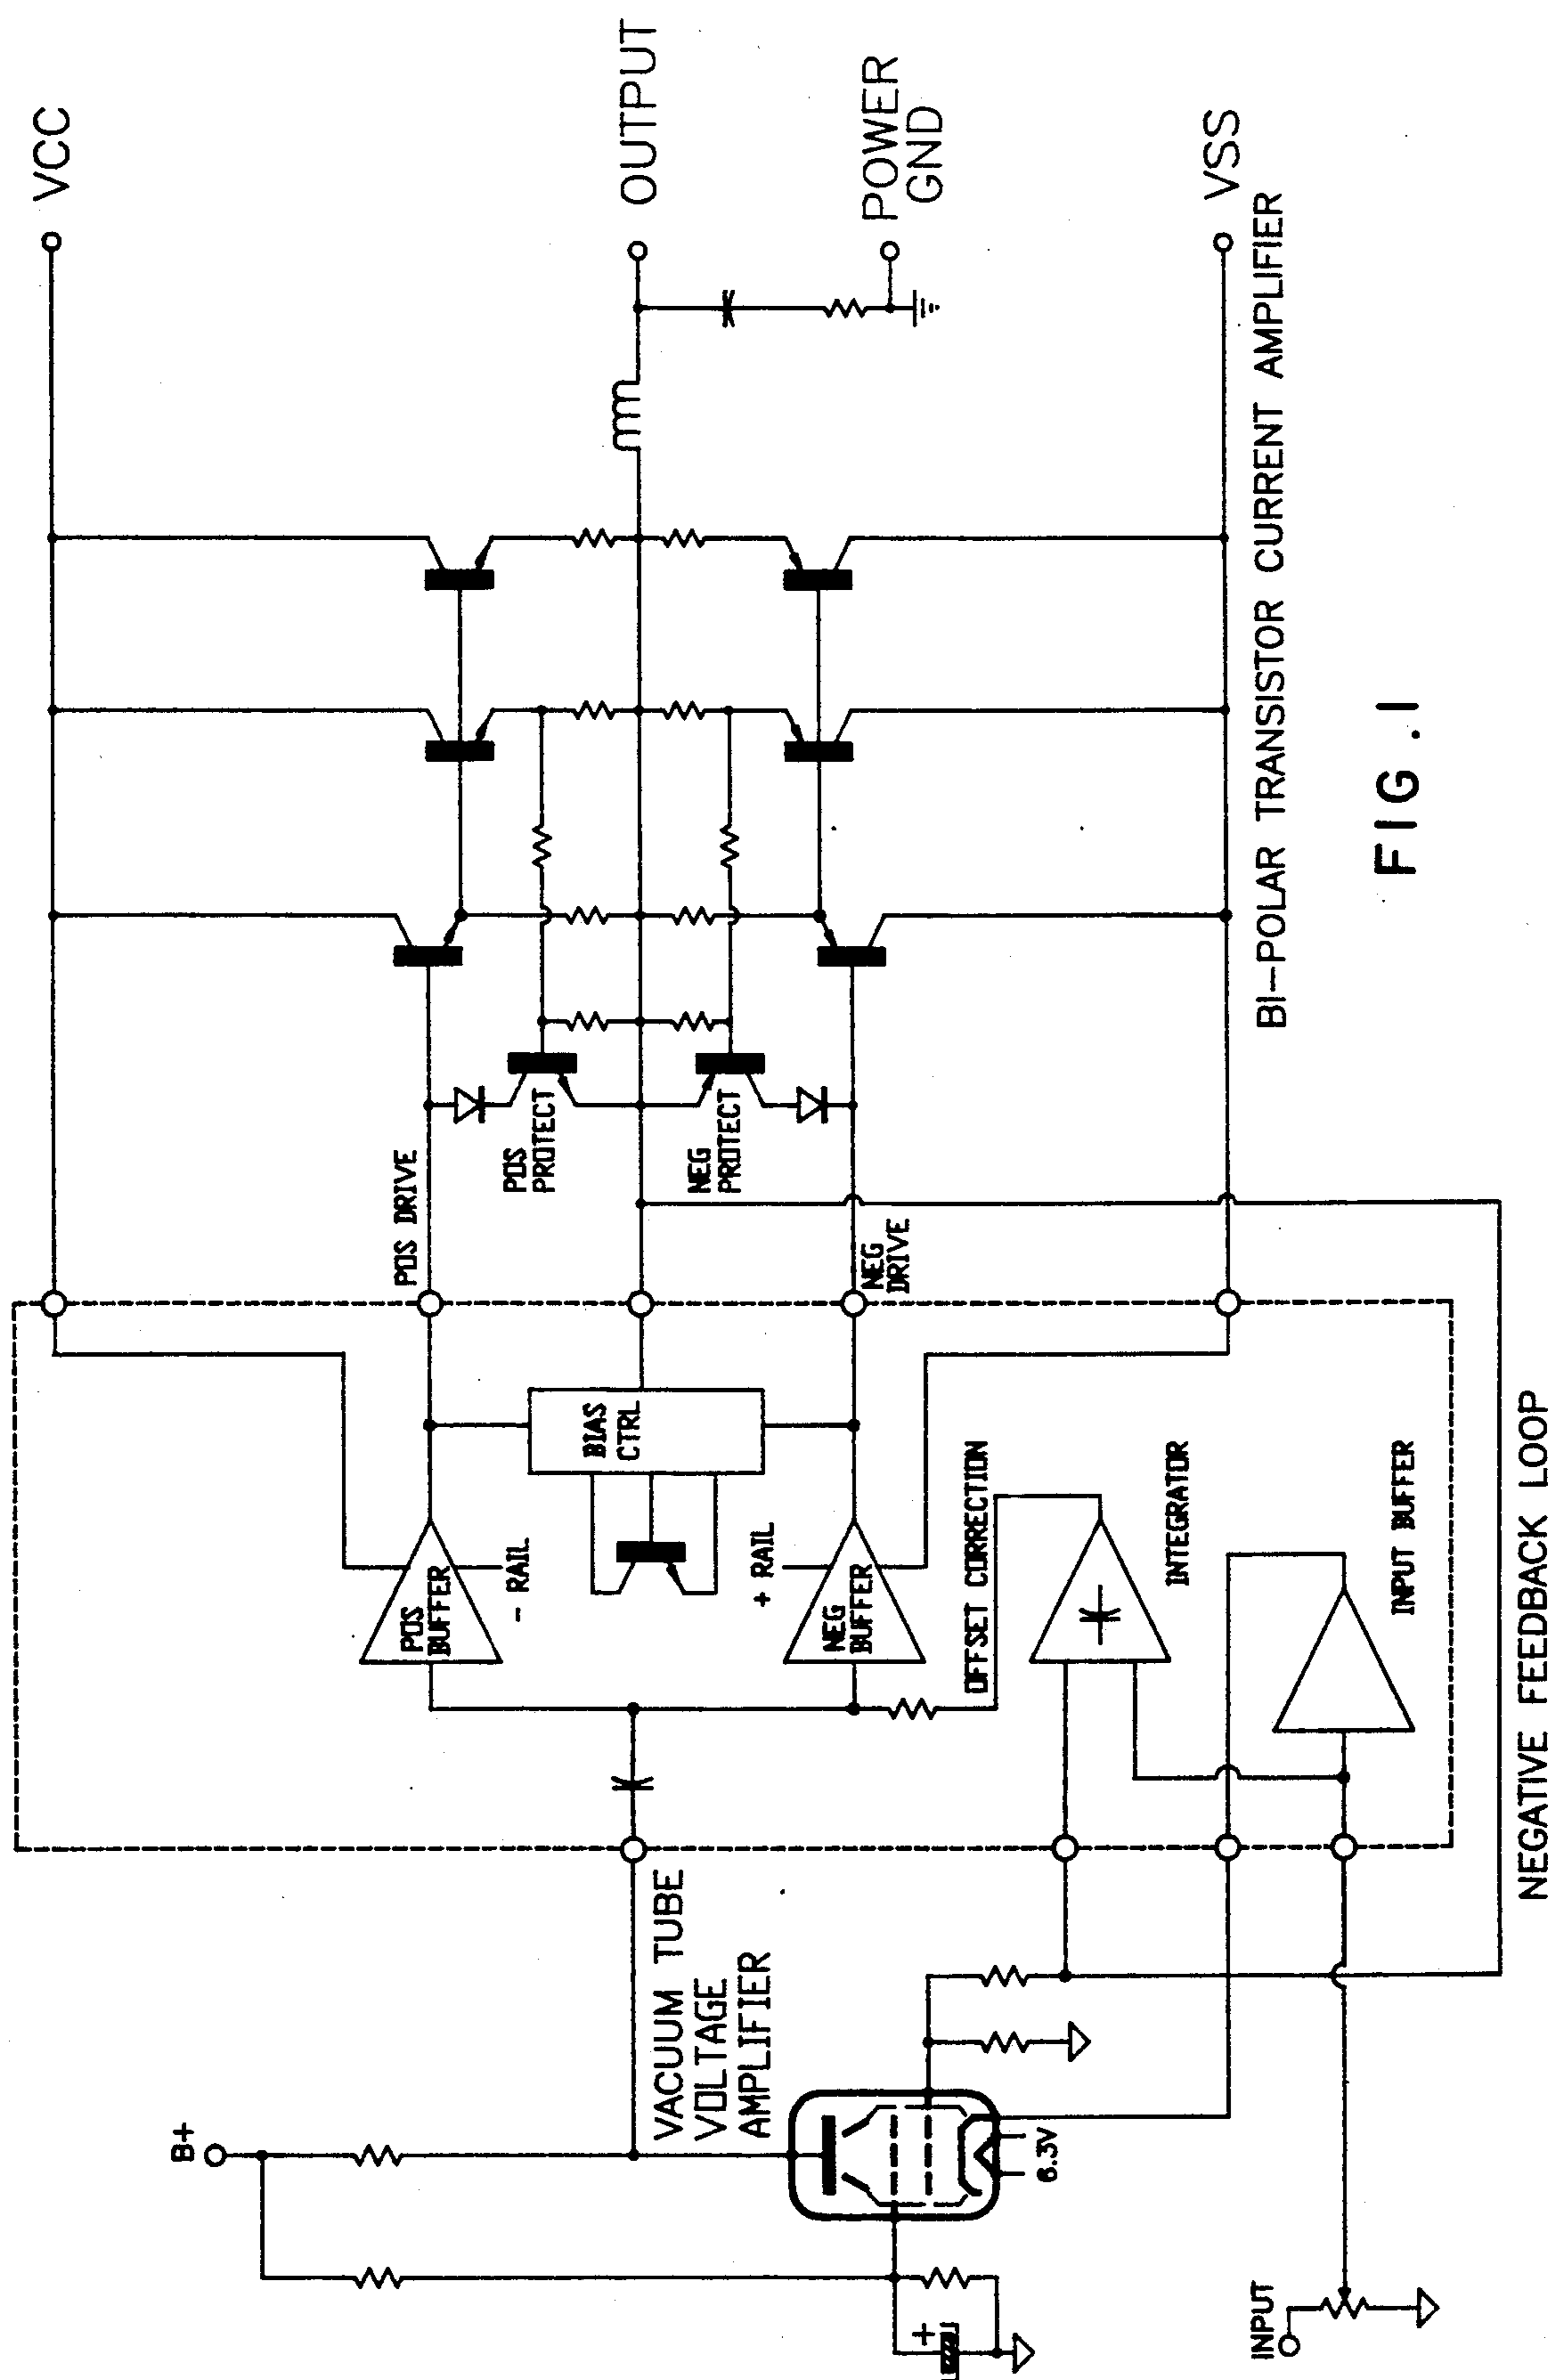 VCC
OUTPUT
POWER
GND
VSS
BI-POLAR TRANSISTOR CURRENT AMPLIFIER
FIG.1
POS DRIVE
POS
PROTECT
NEG
PROTECT
NEG
DRIVE
BIAS
CTRL
POS
BUFFER
- RAIL
+ RAIL
NEG
BUFFER
OFFSET CORRECTION
INTEGRATOR
INPUT BUFFER
NEGATIVE FEEDBACK LOOP
B+
VACUUM TUBE
VOLTAGE
AMPLIFIER
6.3V
+
INPUT